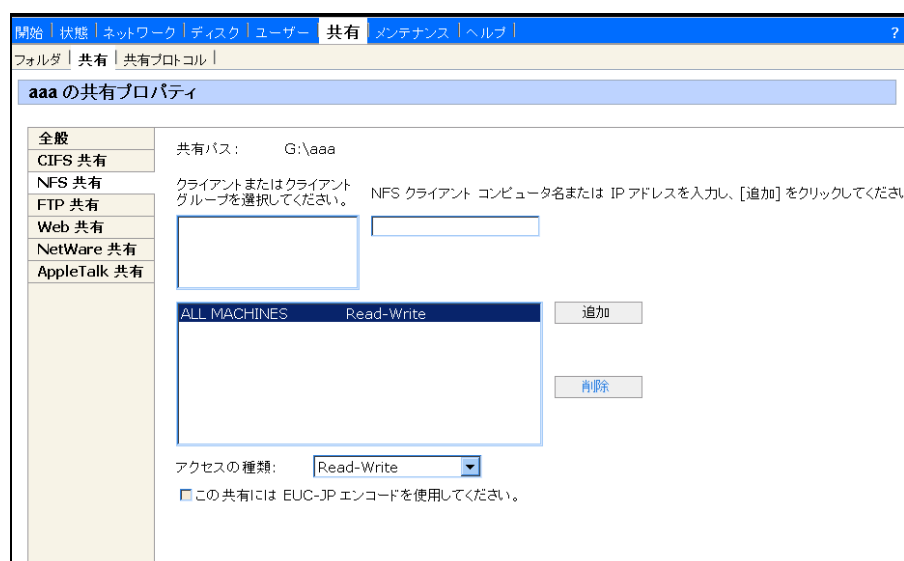 開始 状態 ネットワーク ディスク ユーザー 共有 メンテナンス ヘルプ ?
フォルダ 共有 共有プロトコル
aaa の共有プロパティ
全般
CIFS 共有
NFS 共有
FTP 共有
Web 共有
NetWare 共有
AppleTalk 共有
共有パス: G:\aaa
クライアントまたはクライアント
グループを選択してください。
NFS クライアント コンピュータ名または IP アドレスを入力し、[追加] をクリックしてくださ
ALL MACHINES Read-Write
追加
削除
アクセスの種類: Read-Write
この共有には EUC-JP エンコードを使用してください。